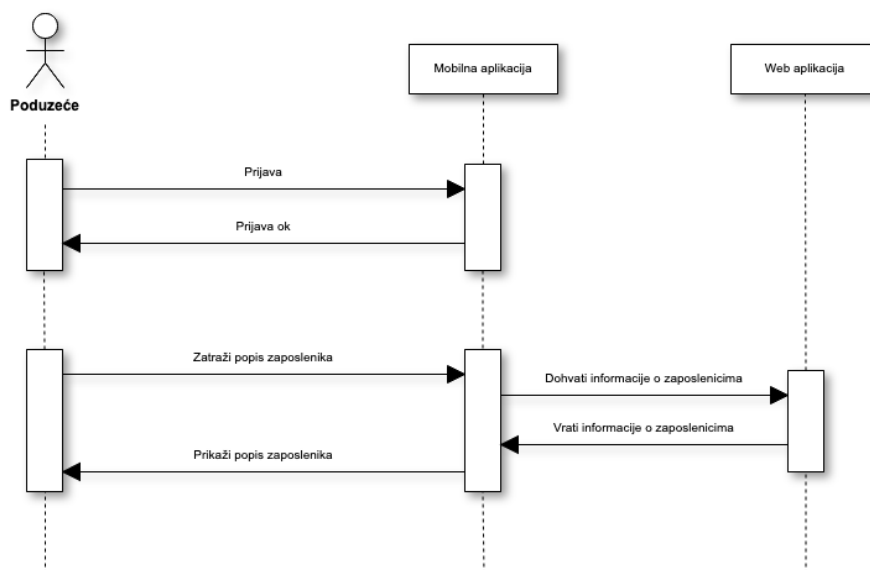 Mobilna aplikacija
Web aplikacija
Poduzeće
Prijava
Prijava ok
Zatraži popis zaposlenika
Dohvati informacije o zaposlenicima
Vrati informacije o zaposlenicima
Prikaži popis zaposlenika